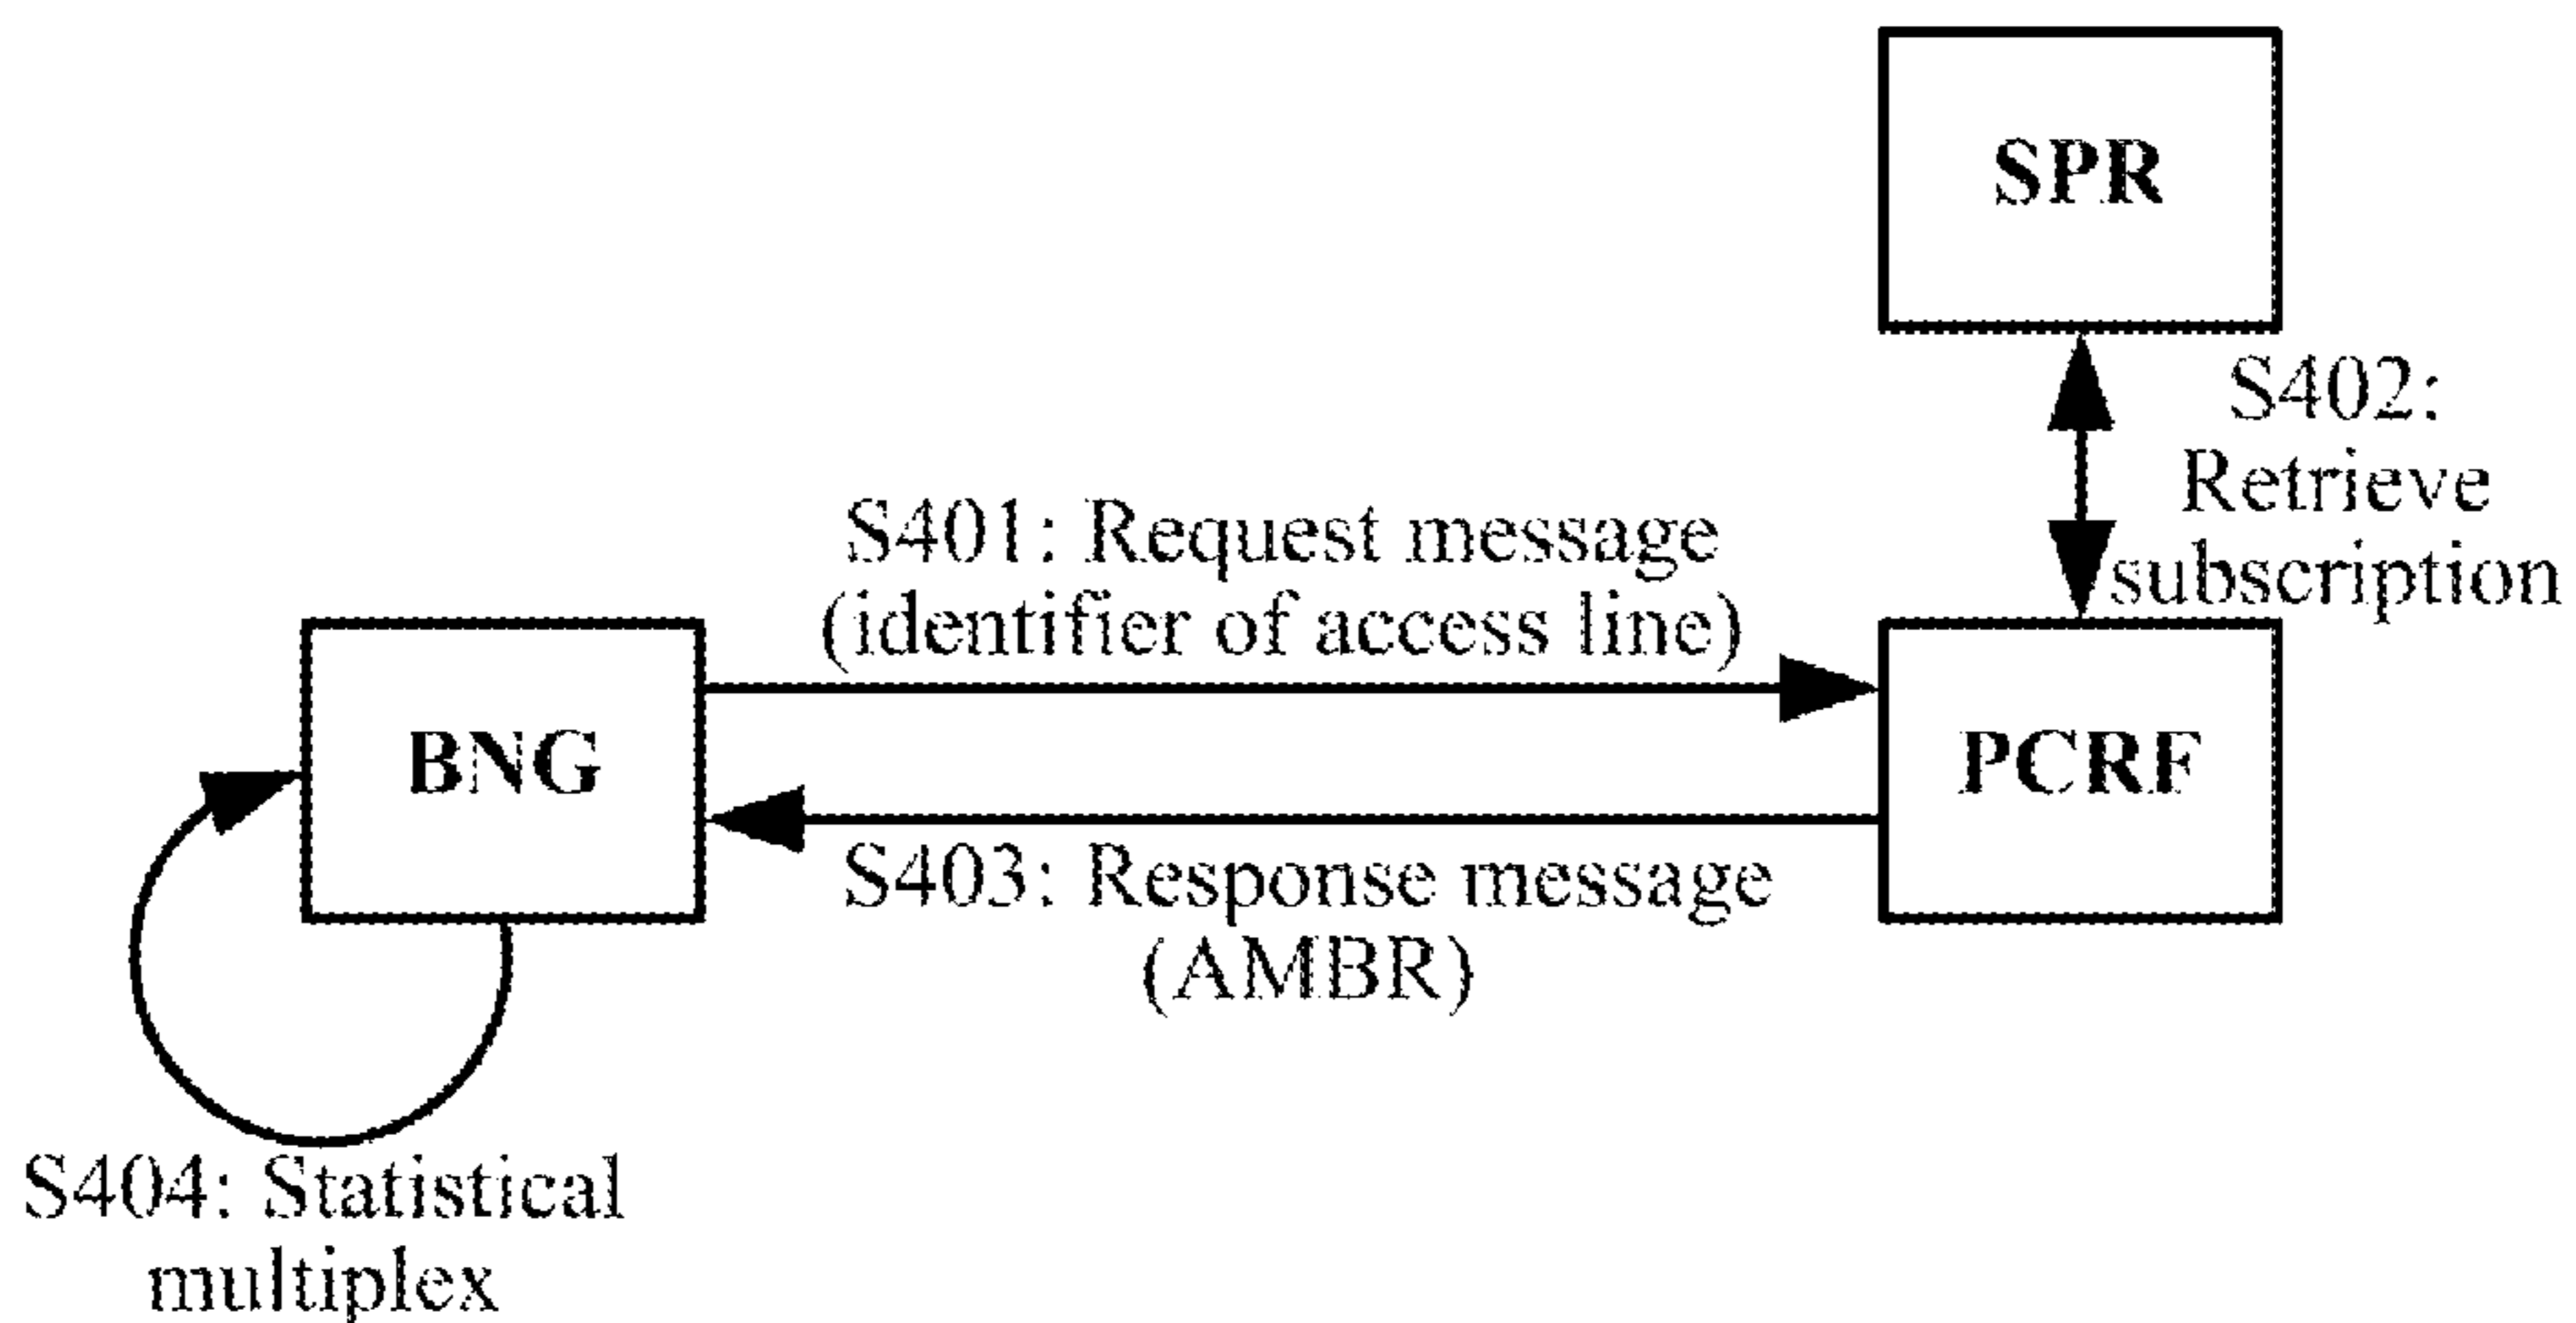 SPR
S402:
Retrieve
subscription
S401: Request message
(identifier of access line)
BNG
PCRF
S403: Response message
(AMBR)
S404: Statistical
multiplex